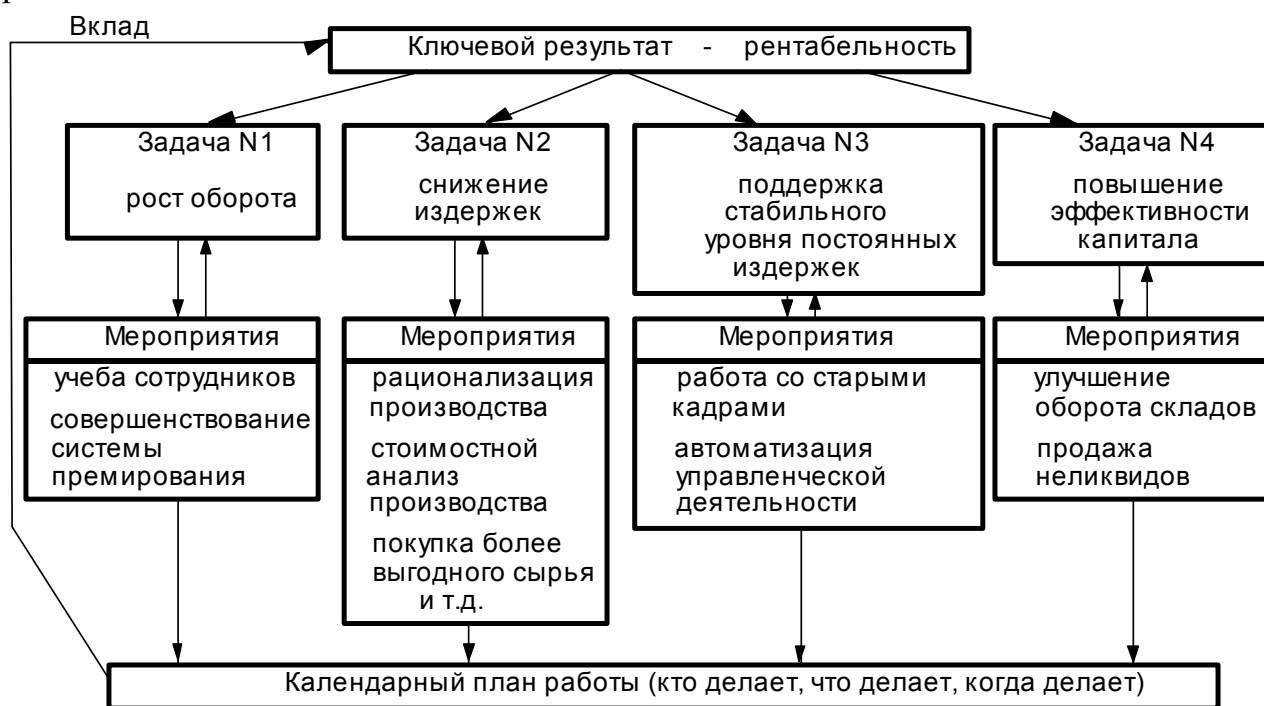 Вклад
Ключевой результат - рентабельность
Задача N1
рост оборота
Задача N2
снижение
издержек
Задача N3
поддержка
стабильного
уровня постоянных
издержек
Задача N4
повышение
эффективности
капитала
Мероприятия
учеба сотрудников
совершенствование
системы
премирования
Мероприятия
рационализация
производства
стоимостной
анализ
производства
покупка более
выгодного сырья
и т.д.
Мероприятия
работа со старыми
кадрами
автоматизация
управленческой
деятельности
Мероприятия
улучшение
оборота складов
продажа
неликвидов
Календарный план работы (кто делает, что делает, когда делает)